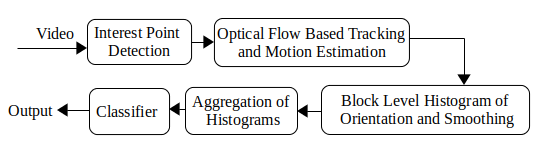 Video
Interest Point
Detection
Optical Flow Based Tracking
and Motion Estimation
Block Level Histogram of
Orientation and Smoothing
Aggregation of
Histograms
Classifier
Output